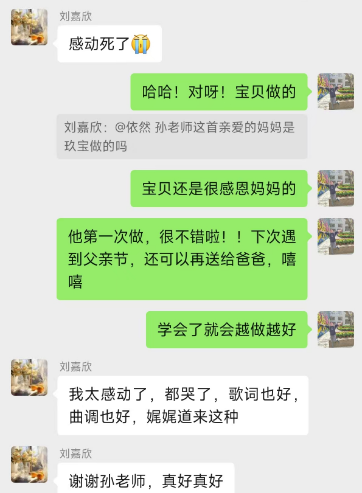 刘嘉欣
感动死了😭
哈哈！对呀！宝贝做的
刘嘉欣：@依然 孙老师这首亲爱的妈妈是
玖宝做的吗
宝贝还是很感恩妈妈的
他第一次做，很不错啦！！下次遇
到父亲节，还可以再送给爸爸，嘻
嘻
学会了就会越做越好
刘嘉欣
我太感动了，都哭了，歌词也好，
曲调也好，娓娓道来这种
刘嘉欣
谢谢孙老师，真好真好